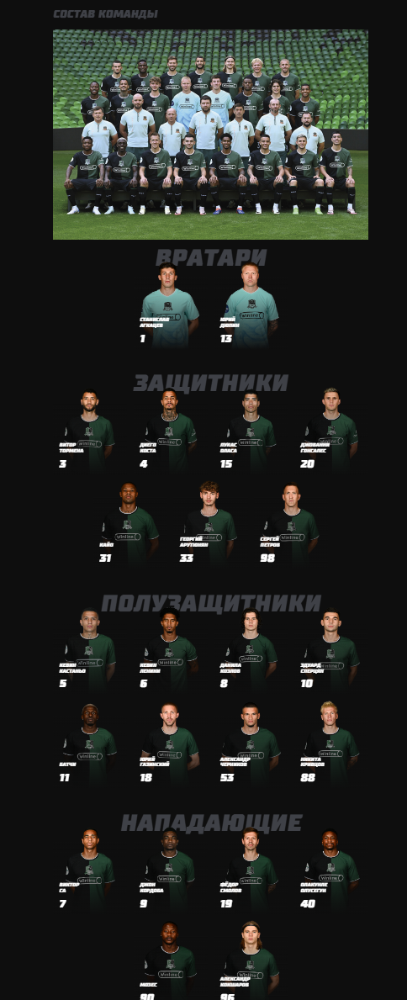 СОСТАВ КОМАНДЫ
ВРАТАРИ
СТАНИСЛАВ
АГКАЦЕВ
1
ЮРИЙ
ДЮПИН
13
ЗАЩИТНИКИ
ВИТОР
ТОРМЕНА
3
ДИЕГО
КОСТА
4
ЛУКАС
ОЛАСА
15
ДЖОВАННИ
ГОНСАЛЕС
20
КАЙО
31
ГЕОРГИЙ
АРУТЮНЯН
33
СЕРГЕЙ
ПЕТРОВ
98
ПОЛУЗАЩИТНИКИ
КЕВИН
КАСТАНЬО
5
КЕВИН
ЛЕНИНИ
6
ДАНИЛА
КОЗЛОВ
8
ЭДУАРД
СПЕРЦЯН
10
БАТЧИ
11
ЮРИЙ
ГАЗИНСКИЙ
18
АЛЕКСАНДР
ЧЕРНИКОВ
53
НИКИТА
КРИВЦОВ
88
НАПАДАЮЩИЕ
ВИКТОР
СА
7
ДЖОН
КОРДОБА
9
ФЁДОР
СМОЛОВ
19
ОЛАКУНЛЕ
ОЛУСЕГУН
40
МОЗЕС
90
АЛЕКСАНДР
КОКШАРОВ
96